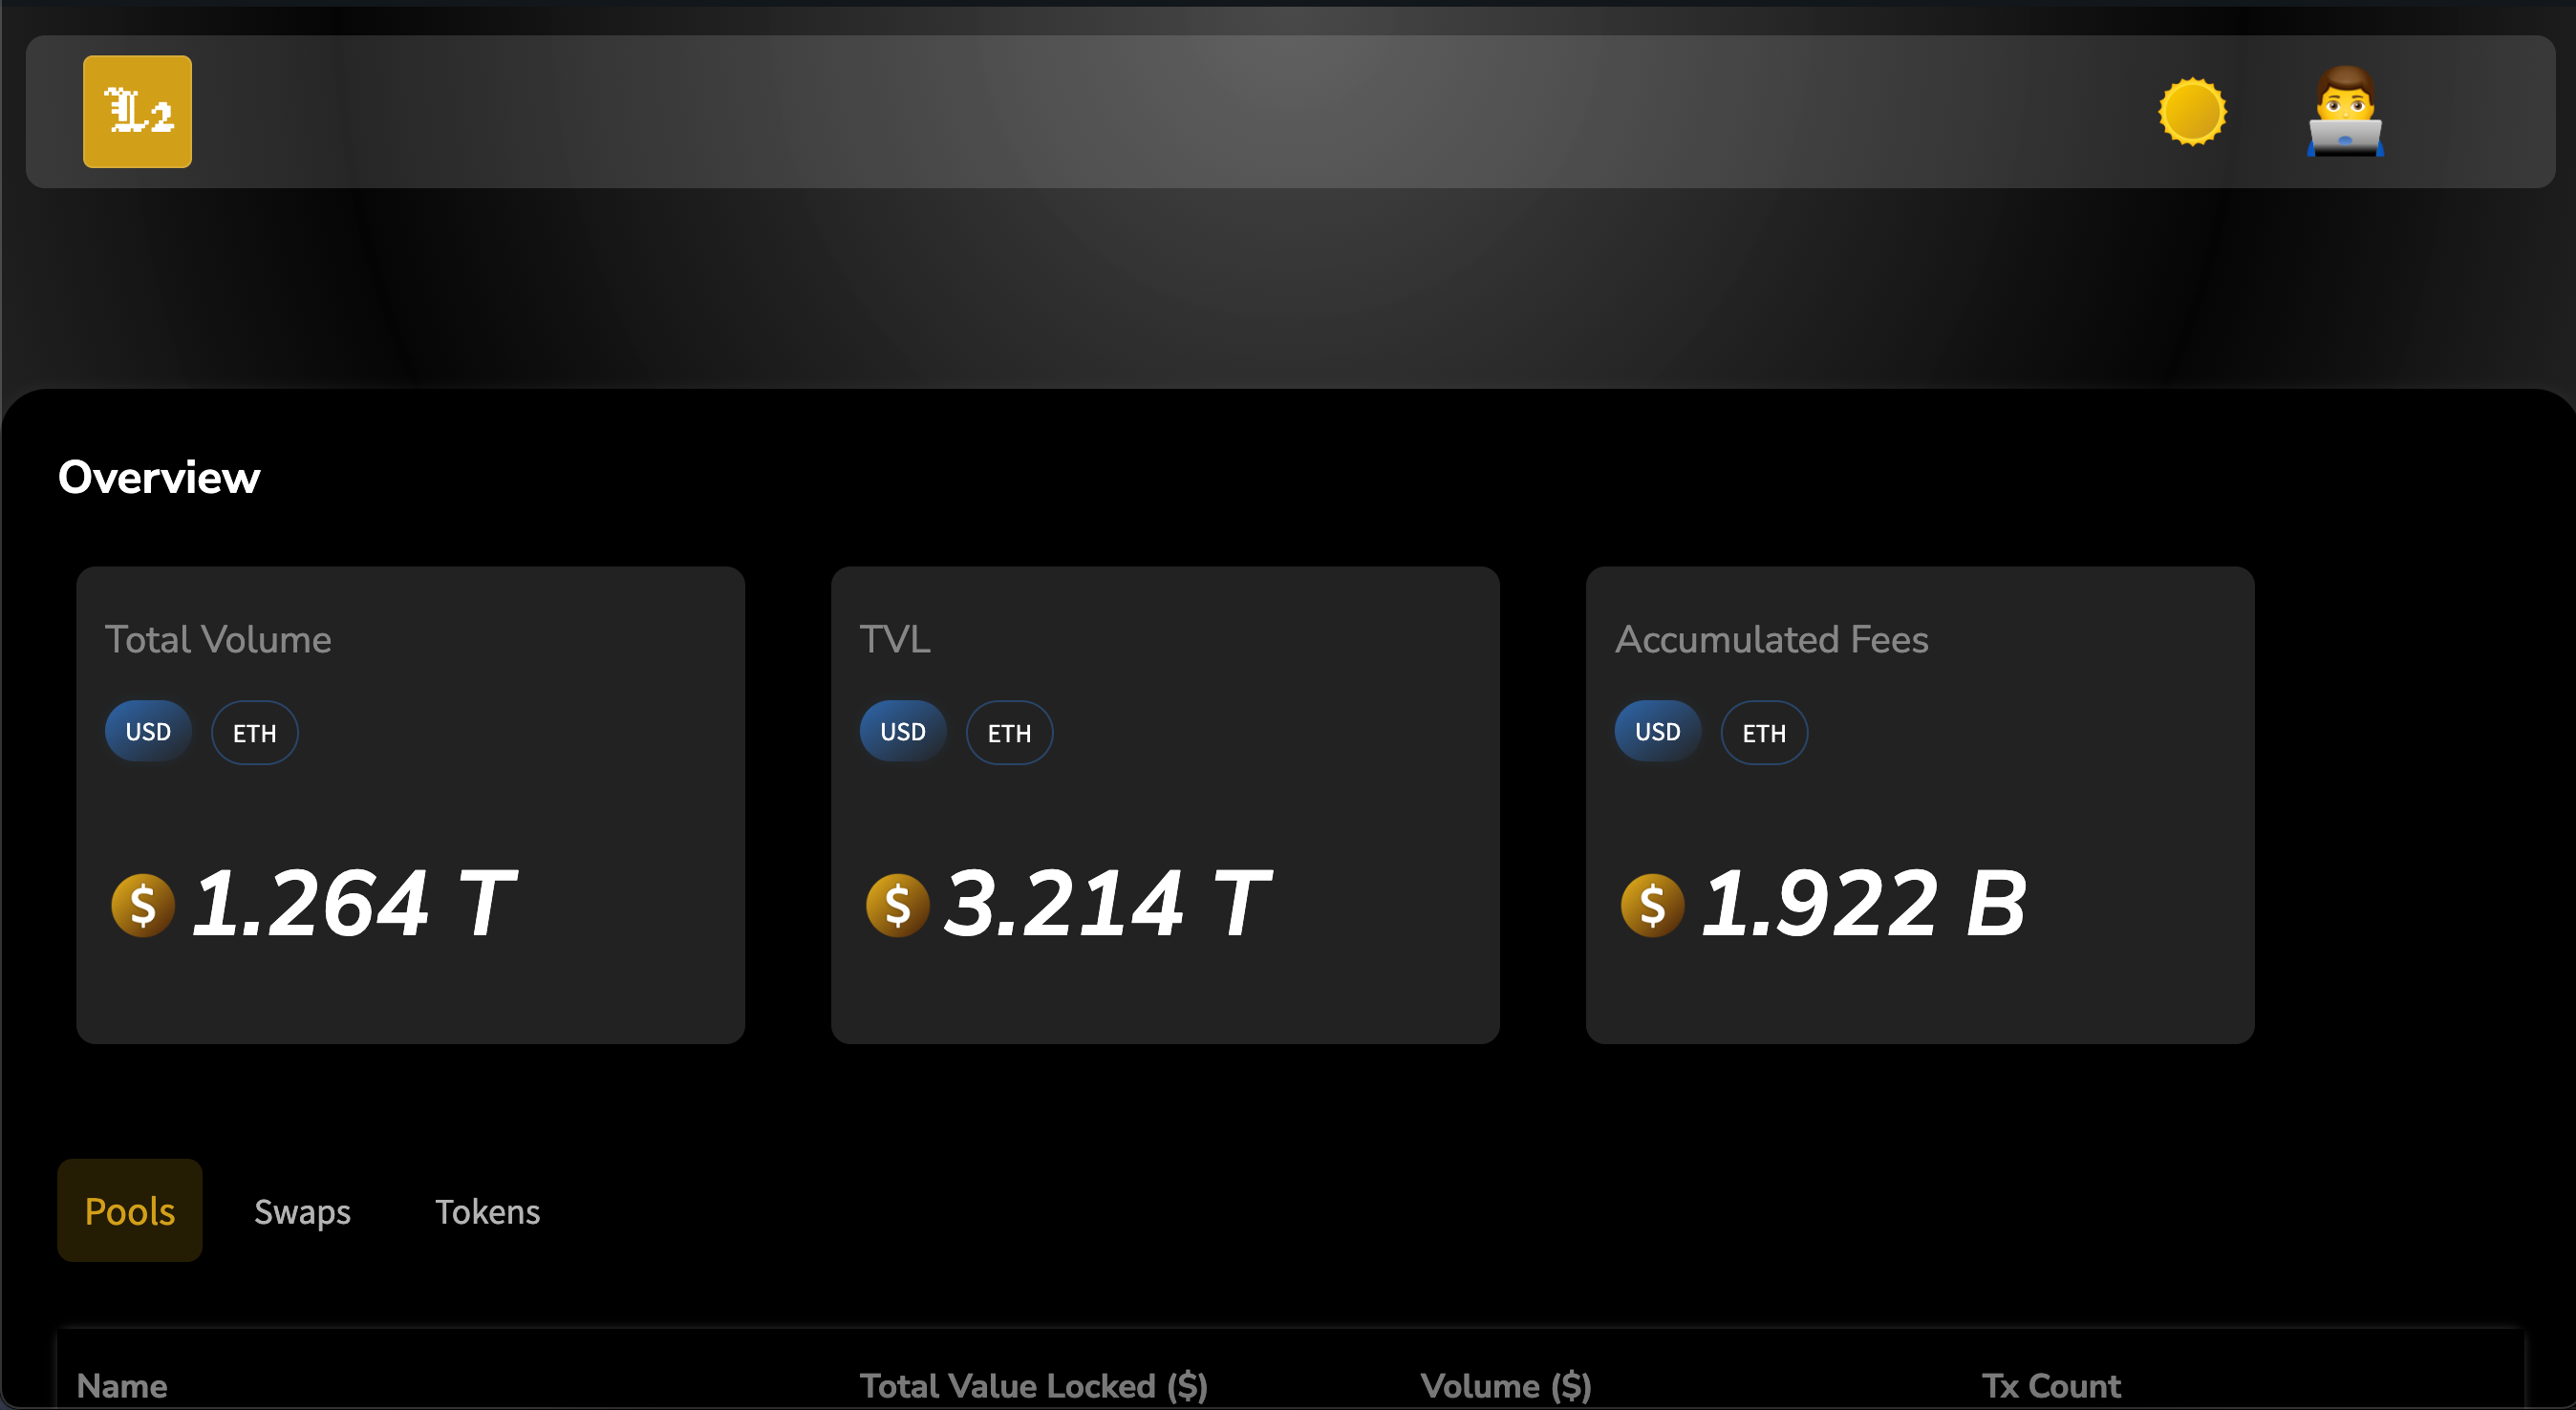 L2
Overview
Total Volume
USD ETH
$ 1.264 T
TVL
USD ETH
$ 3.214 T
Accumulated Fees
USD ETH
$ 1.922 B
Pools Swaps Tokens
Name Total Value Locked ($) Volume ($) Tx Count